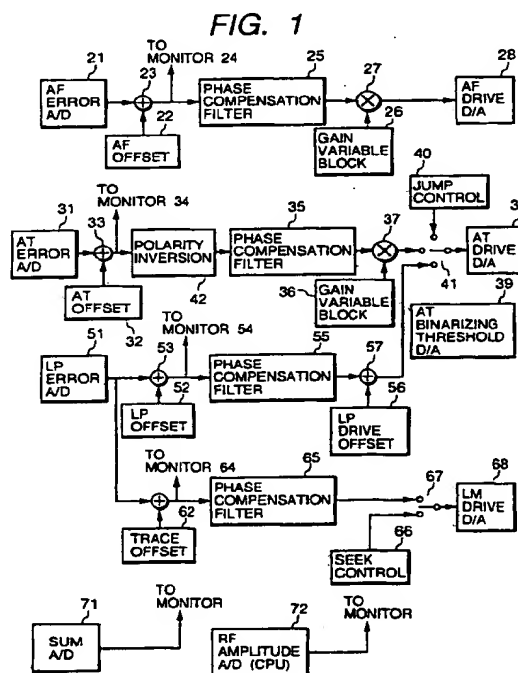 FIG. 1
TO MONITOR 24
21
23
25
27
28
AF ERROR A/D
PHASE COMPENSATION FILTER
AF DRIVE D/A
22
AF OFFSET
26
GAIN VARIABLE BLOCK
40
JUMP CONTROL
TO MONITOR 34
31
33
35
37
3
AT ERROR A/D
POLARITY INVERSION
PHASE COMPENSATION FILTER
AT DRIVE D/A
AT OFFSET
32
42
36
GAIN VARIABLE BLOCK
41
39
AT BINARIZING THRESHOLD D/A
TO MONITOR 54
51
53
55
57
LP ERROR A/D
PHASE COMPENSATION FILTER
52
LP OFFSET
56
LP DRIVE OFFSET
TO MONITOR 64
65
67
68
PHASE COMPENSATION FILTER
LM DRIVE D/A
62
TRACE OFFSET
66
SEEK CONTROL
71
TO MONITOR
72
TO MONITOR
SUM A/D
RF AMPLITUDE A/D (CPU)